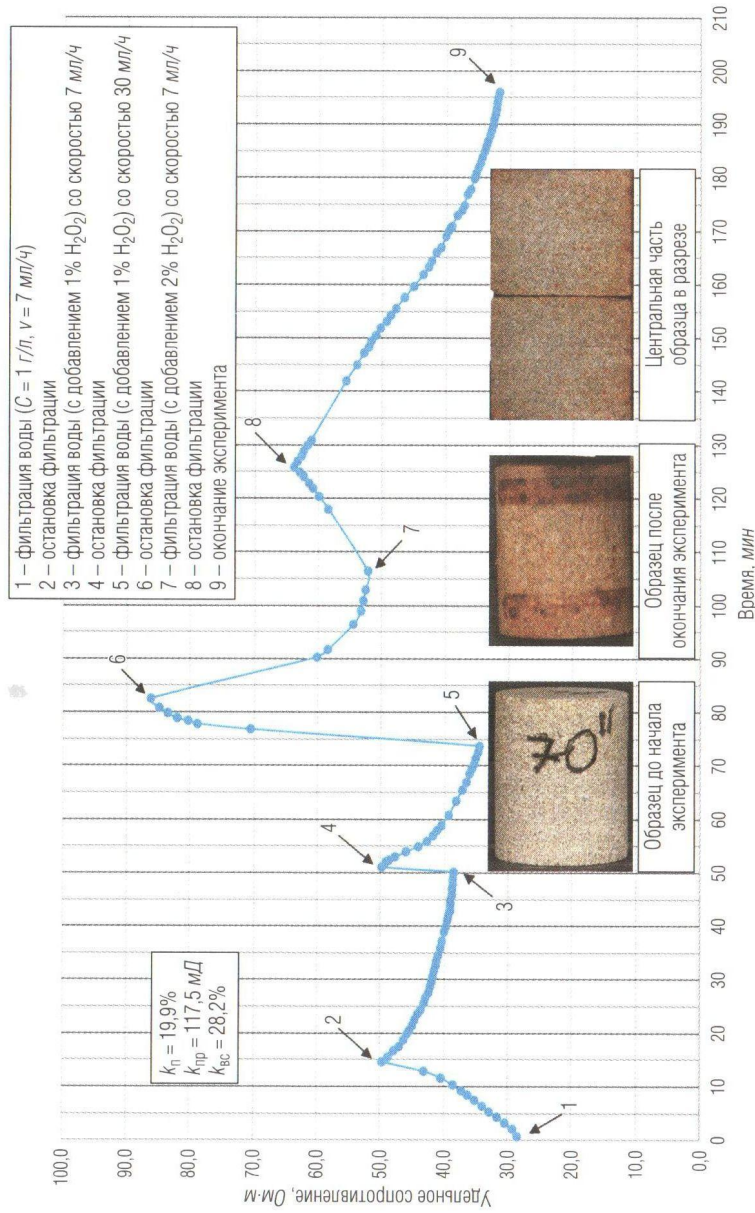 1 – фильтрация воды (C = 1 г/л, v = 7 мл/ч)
2 – остановка фильтрации
3 – фильтрация воды (с добавлением 1% H₂O₂) со скоростью 7 мл/ч
4 – остановка фильтрации
5 – фильтрация воды (с добавлением 1% H₂O₂) со скоростью 30 мл/ч
6 – остановка фильтрации
7 – фильтрация воды (с добавлением 2% H₂O₂) со скоростью 7 мл/ч
8 – остановка фильтрации
9 – окончание эксперимента
kп = 19,9%
kпр = 117,5 мД
kвс = 28,2%
Удельное сопротивление, Ом·м
100,0
90,0
80,0
70,0
60,0
50,0
40,0
30,0
20,0
10,0
0,0
1
2
3
4
5
6
7
8
9
70"
Образец до начала
эксперимента
Образец после
окончания эксперимента
Центральная часть
образца в разрезе
0 10 20 30 40 50 60 70 80 90 100 110 120 130 140 150 160 170 180 190 200 210
Время, мин